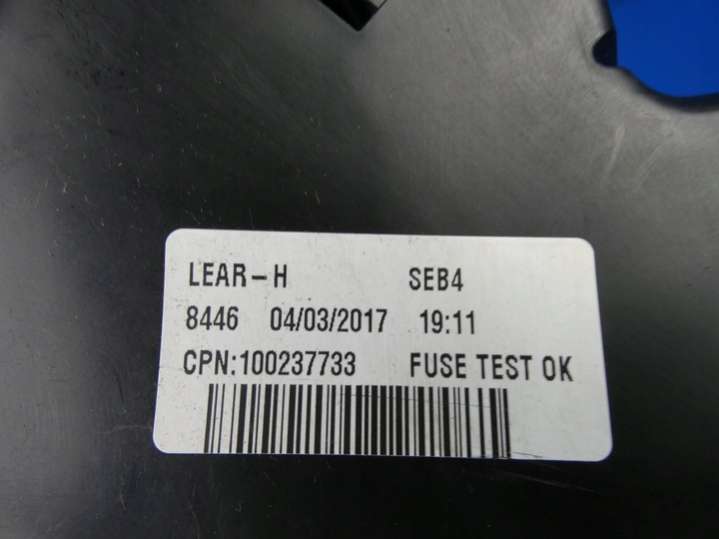 LEAR-H SEB4
8446 04/03/2017 19:11
CPN:100237733 FUSE TEST OK